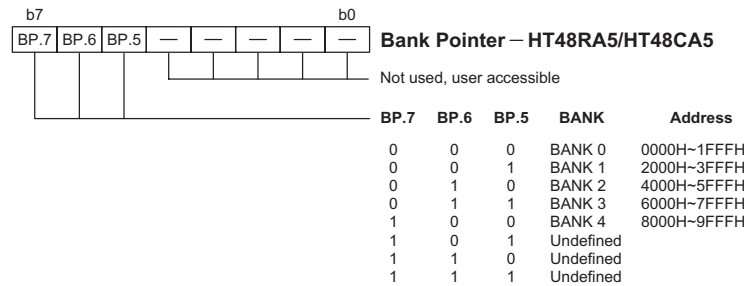 b7 b0
BP.7 BP.6 BP.5 — — — — — Bank Pointer — HT48RA5/HT48CA5
Not used, user accessible
BP.7 BP.6 BP.5 BANK Address
0 0 0 BANK 0 0000H~1FFFH
0 0 1 BANK 1 2000H~3FFFH
0 1 0 BANK 2 4000H~5FFFH
0 1 1 BANK 3 6000H~7FFFH
1 0 0 BANK 4 8000H~9FFFH
1 0 1 Undefined
1 1 0 Undefined
1 1 1 Undefined